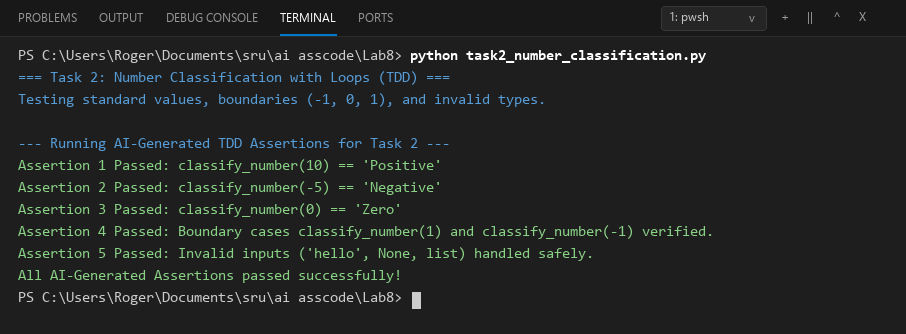 PROBLEMS OUTPUT DEBUG CONSOLE TERMINAL PORTS 1: pwsh v + || ^ X
PS C:\Users\Roger\Documents\sru\ai asscode\Lab8> python task2_number_classification.py
=== Task 2: Number Classification with Loops (TDD) ===
Testing standard values, boundaries (-1, 0, 1), and invalid types.
--- Running AI-Generated TDD Assertions for Task 2 ---
Assertion 1 Passed: classify_number(10) == 'Positive'
Assertion 2 Passed: classify_number(-5) == 'Negative'
Assertion 3 Passed: classify_number(0) == 'Zero'
Assertion 4 Passed: Boundary cases classify_number(1) and classify_number(-1) verified.
Assertion 5 Passed: Invalid inputs ('hello', None, list) handled safely.
All AI-Generated Assertions passed successfully!
PS C:\Users\Roger\Documents\sru\ai asscode\Lab8>